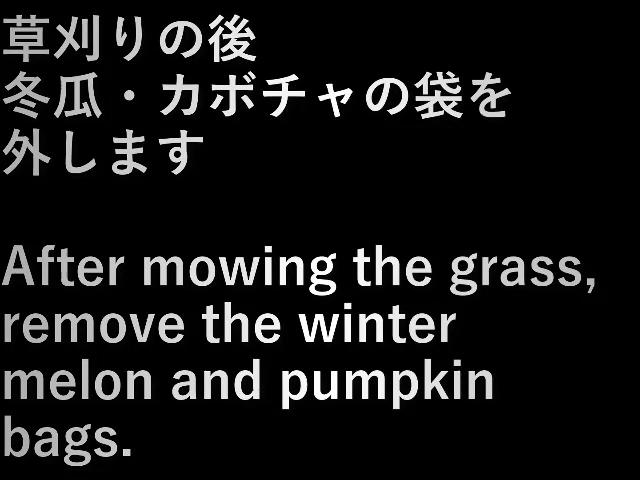 草刈りの後
冬瓜・カボチャの袋を
外します
After mowing the grass,
remove the winter
melon and pumpkin
bags.